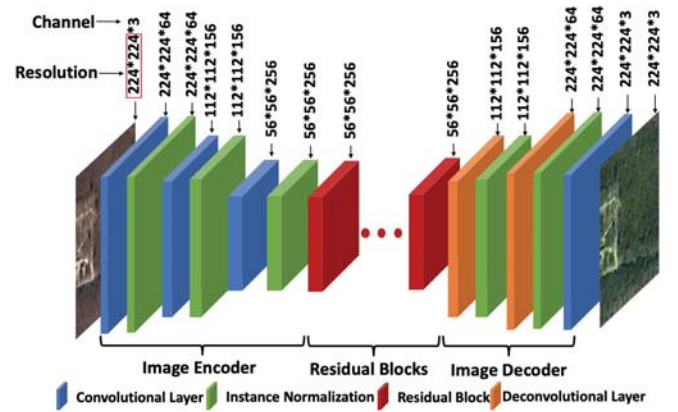 Channel
Resolution
224*224*3
224*224*64
224*224*64
112*112*156
112*112*156
56*56*256
56*56*256
56*56*256
56*56*256
112*112*156
112*112*156
224*224*64
224*224*64
224*224*3
224*224*3
Image Encoder
Residual Blocks
Image Decoder
Convolutional Layer
Instance Normalization
Residual Block
Deconvolutional Layer